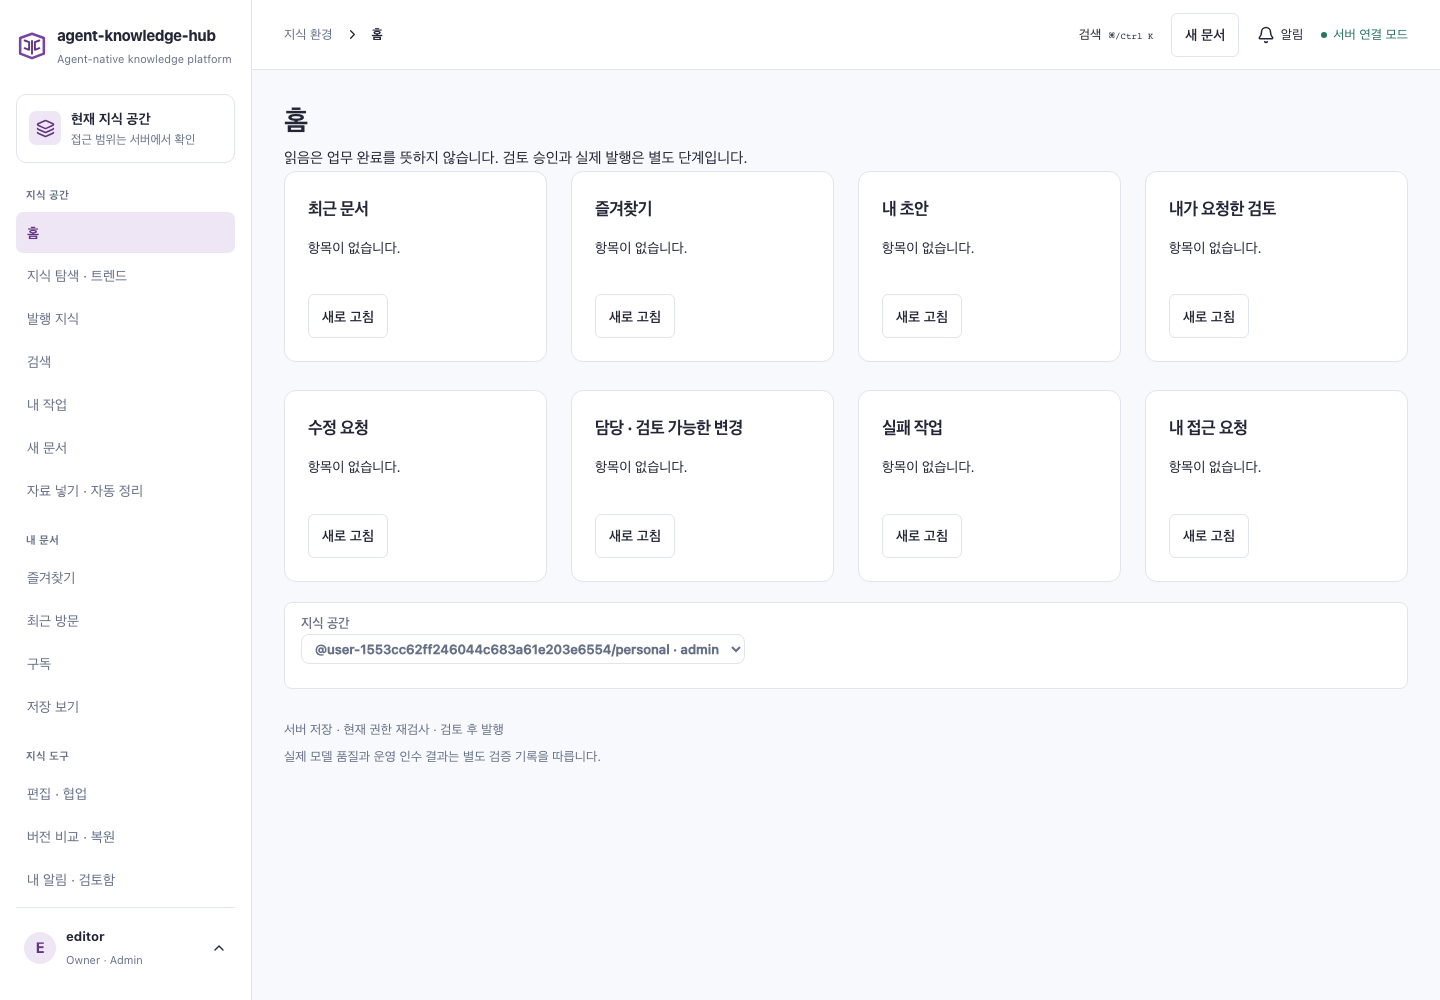 agent-knowledge-hub
Agent-native knowledge platform
현재 지식 공간
접근 범위는 서버에서 확인
지식 공간
홈
지식 탐색 · 트렌드
발행 지식
검색
내 작업
새 문서
자료 넣기 · 자동 정리
내 문서
즐겨찾기
최근 방문
구독
저장 보기
지식 도구
편집 · 협업
버전 비교 · 복원
내 알림 · 검토함
E
editor
Owner · Admin
지식 환경 > 홈
검색 ⌘/Ctrl K
새 문서
알림
서버 연결 모드
홈
읽음은 업무 완료를 뜻하지 않습니다. 검토 승인과 실제 발행은 별도 단계입니다.
최근 문서
항목이 없습니다.
새로 고침
즐겨찾기
항목이 없습니다.
새로 고침
내 초안
항목이 없습니다.
새로 고침
내가 요청한 검토
항목이 없습니다.
새로 고침
수정 요청
항목이 없습니다.
새로 고침
담당 · 검토 가능한 변경
항목이 없습니다.
새로 고침
실패 작업
항목이 없습니다.
새로 고침
내 접근 요청
항목이 없습니다.
새로 고침
지식 공간
@user-1553cc62ff246044c683a61e203e6554/personal · admin
서버 저장 · 현재 권한 재검사 · 검토 후 발행
실제 모델 품질과 운영 인수 결과는 별도 검증 기록을 따릅니다.